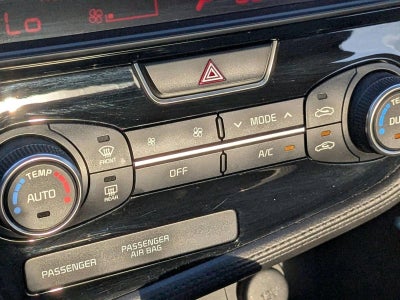 Lo
MODE
FRONT
A/C
OFF
TEMP
AUTO
REAR
PASSENGER
PASSENGER
AIR BAG